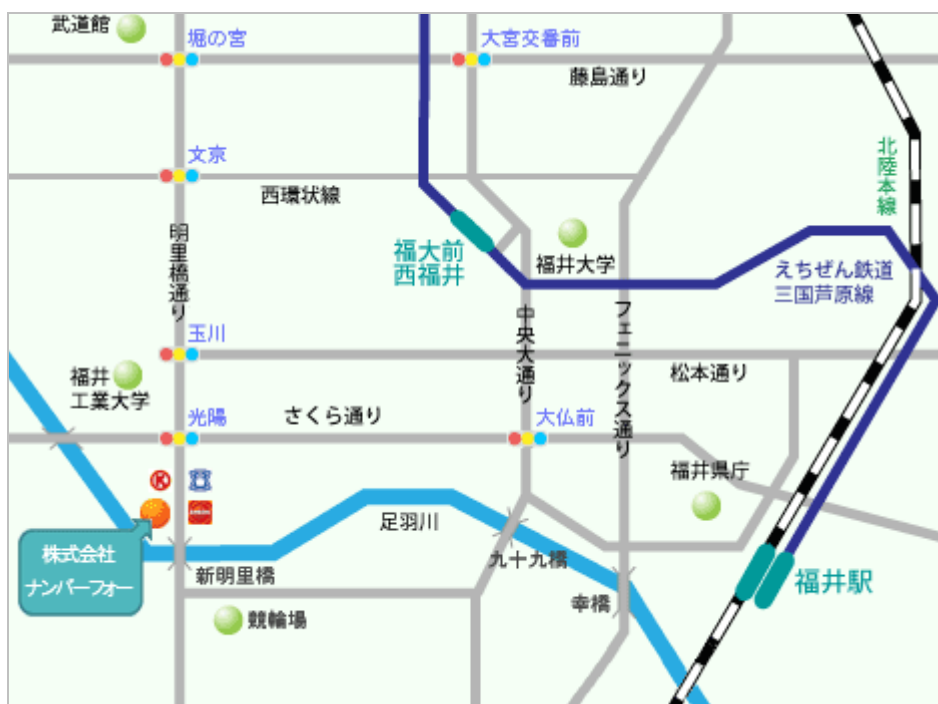 武道館
堀の宮
大宮交番前
藤島通り
文京
西環状線
北陸本線
明里橋通り
福大前
西福井
福井大学
えちぜん鉄道
三国芦原線
中央大通り
フェニックス通り
玉川
松本通り
福井
工業大学
光陽
さくら通り
大仏前
福井県庁
K
足羽川
株式会社
ナンバーフォー
新明里橋
九十九橋
幸橋
福井駅
競輪場